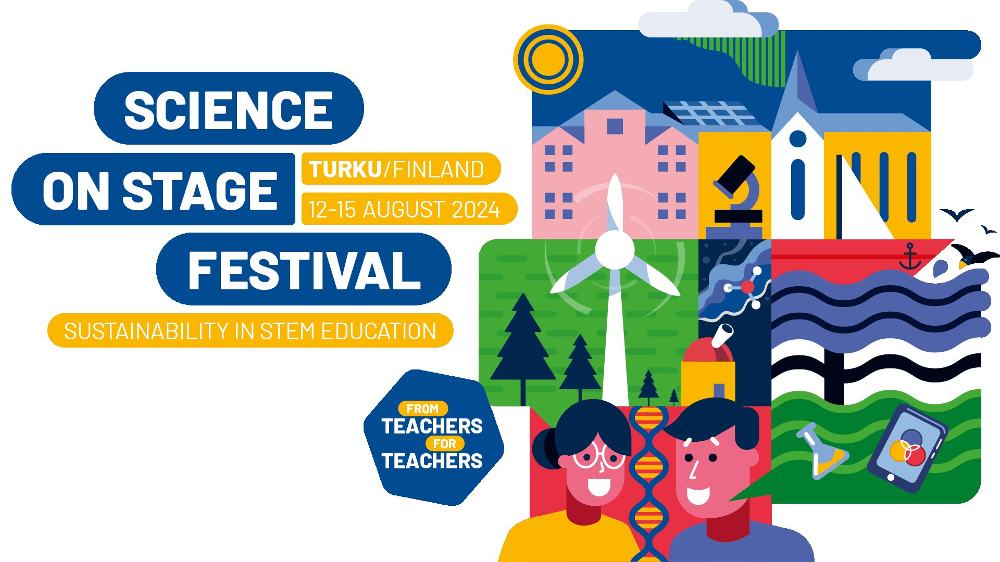 SCIENCE
ON STAGE
TURKU/FINLAND
12-15 AUGUST 2024
FESTIVAL
SUSTAINABILITY IN STEM EDUCATION
FROM
TEACHERS
FOR
TEACHERS